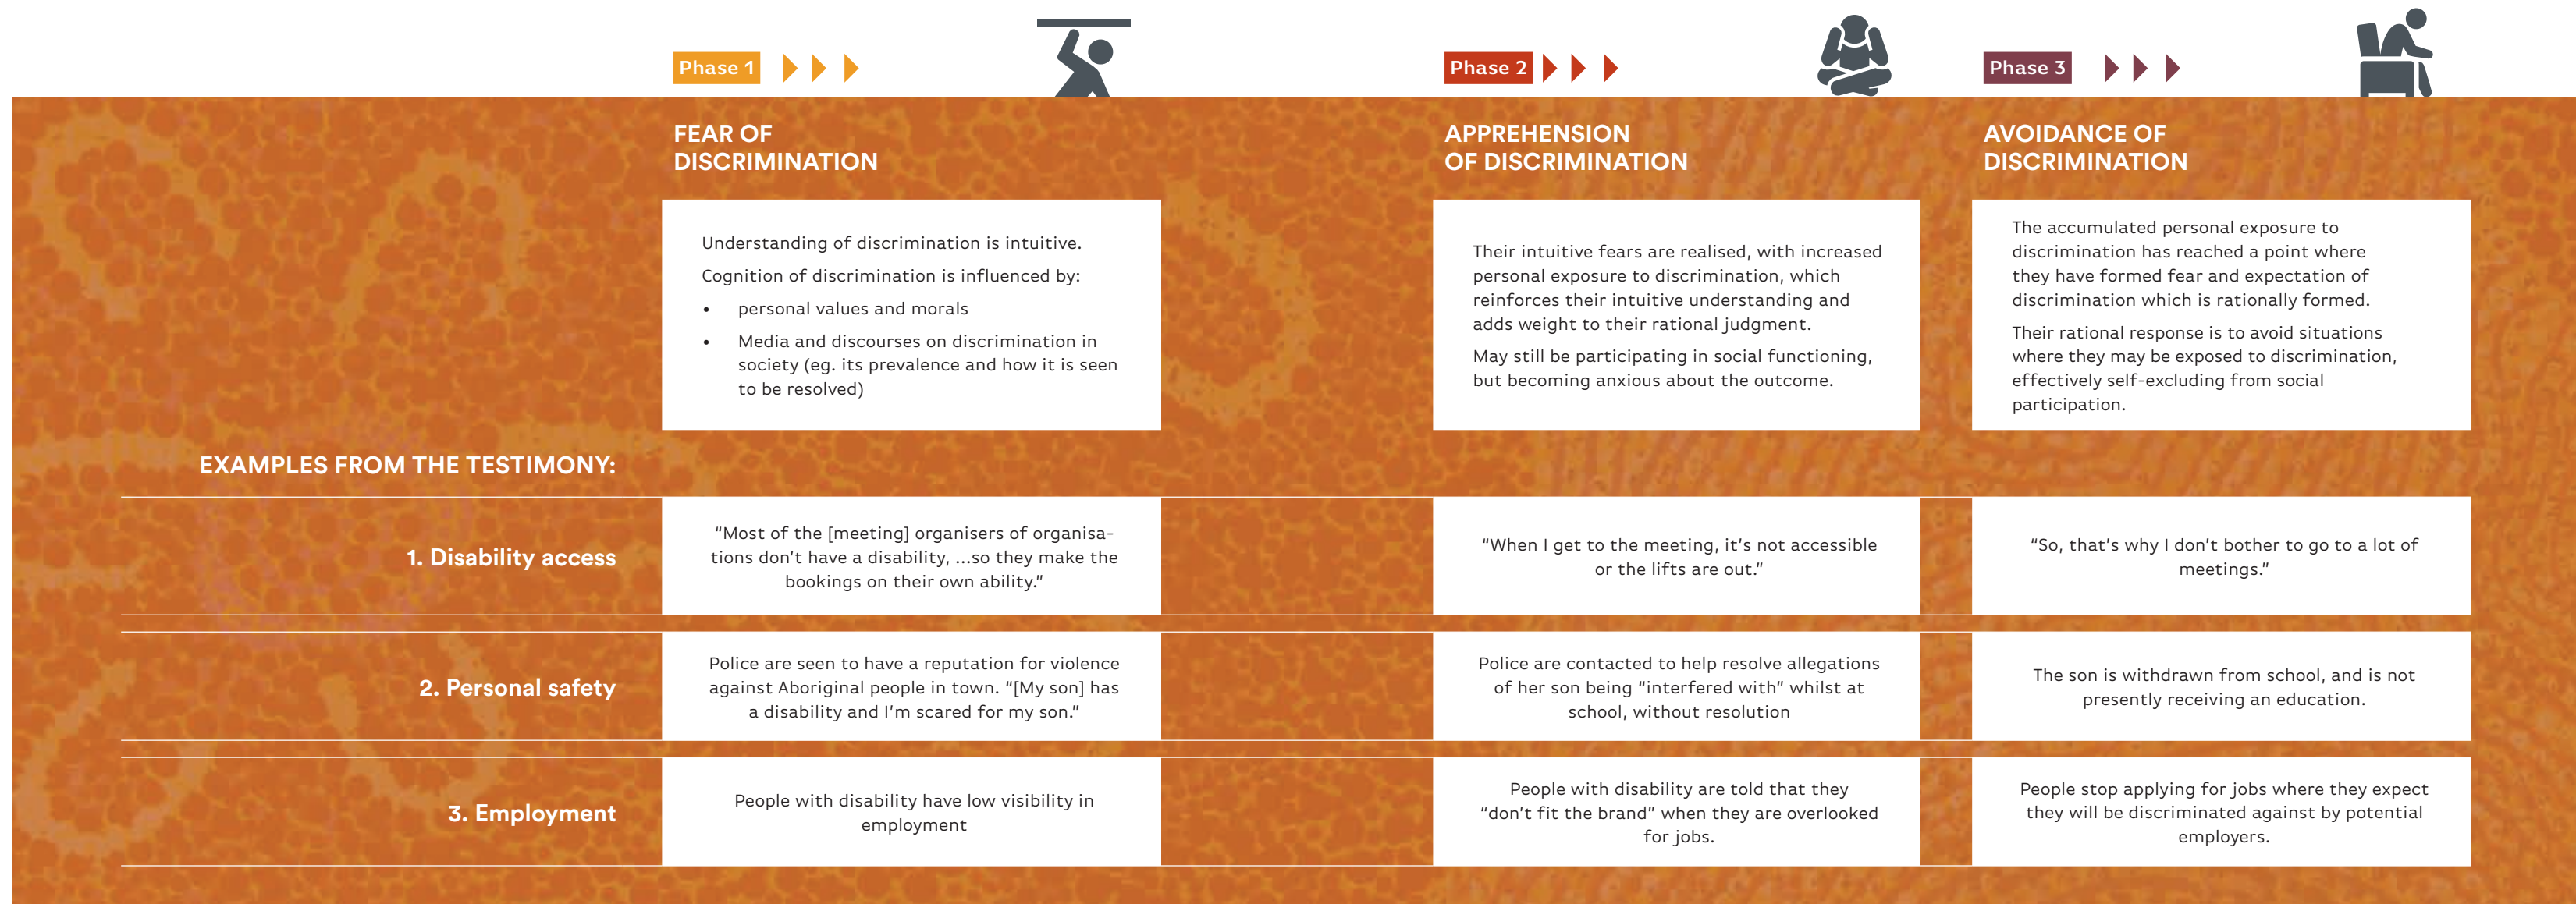 Phase 1
Phase 2
Phase 3
FEAR OF
DISCRIMINATION
APPREHENSION
OF DISCRIMINATION
AVOIDANCE OF
DISCRIMINATION
Understanding of discrimination is intuitive.
Cognition of discrimination is influenced by:
• personal values and morals
• Media and discourses on discrimination in
society (eg. its prevalence and how it is seen
to be resolved)
Their intuitive fears are realised, with increased
personal exposure to discrimination, which
reinforces their intuitive understanding and
adds weight to their rational judgment.
May still be participating in social functioning,
but becoming anxious about the outcome.
The accumulated personal exposure to
discrimination has reached a point where
they have formed fear and expectation of
discrimination which is rationally formed.
Their rational response is to avoid situations
where they may be exposed to discrimination,
effectively self-excluding from social
participation.
EXAMPLES FROM THE TESTIMONY:
1. Disability access
“Most of the [meeting] organisers of organisa-
tions don’t have a disability, ...so they make the
bookings on their own ability.”
“When I get to the meeting, it’s not accessible
or the lifts are out.”
“So, that’s why I don’t bother to go to a lot of
meetings.”
2. Personal safety
Police are seen to have a reputation for violence
against Aboriginal people in town. “[My son] has
a disability and I’m scared for my son.”
Police are contacted to help resolve allegations
of her son being “interfered with” whilst at
school, without resolution
The son is withdrawn from school, and is not
presently receiving an education.
3. Employment
People with disability have low visibility in
employment
People with disability are told that they
“don’t fit the brand” when they are overlooked
for jobs.
People stop applying for jobs where they expect
they will be discriminated against by potential
employers.